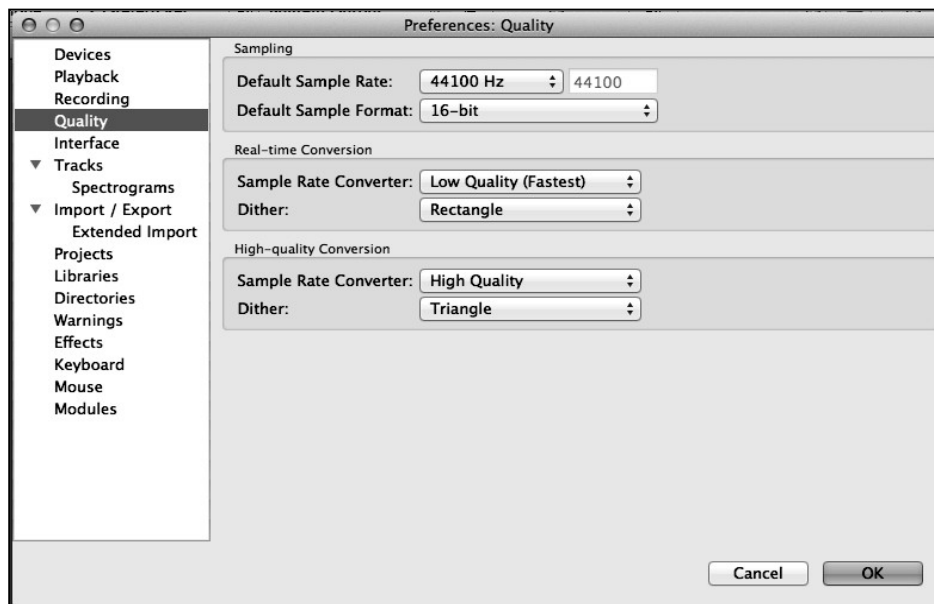 Preferences: Quality
Devices
Playback
Recording
Quality
Interface
Tracks
Spectrograms
Import / Export
Extended Import
Projects
Libraries
Directories
Warnings
Effects
Keyboard
Mouse
Modules
Sampling
Default Sample Rate: 44100 Hz 44100
Default Sample Format: 16-bit
Real-time Conversion
Sample Rate Converter: Low Quality (Fastest)
Dither: Rectangle
High-quality Conversion
Sample Rate Converter: High Quality
Dither: Triangle
Cancel OK